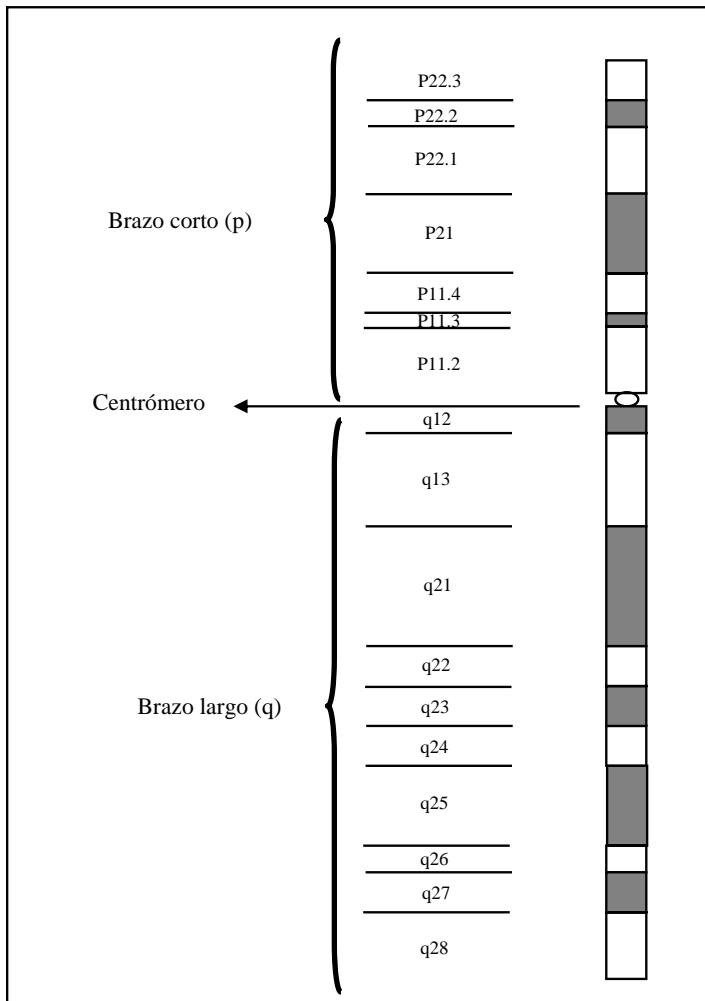 P22.3
P22.2
P22.1
Brazo corto (p)
P21
P11.4
P11.3
P11.2
Centrómero
q12
q13
q21
q22
Brazo largo (q)
q23
q24
q25
q26
q27
q28